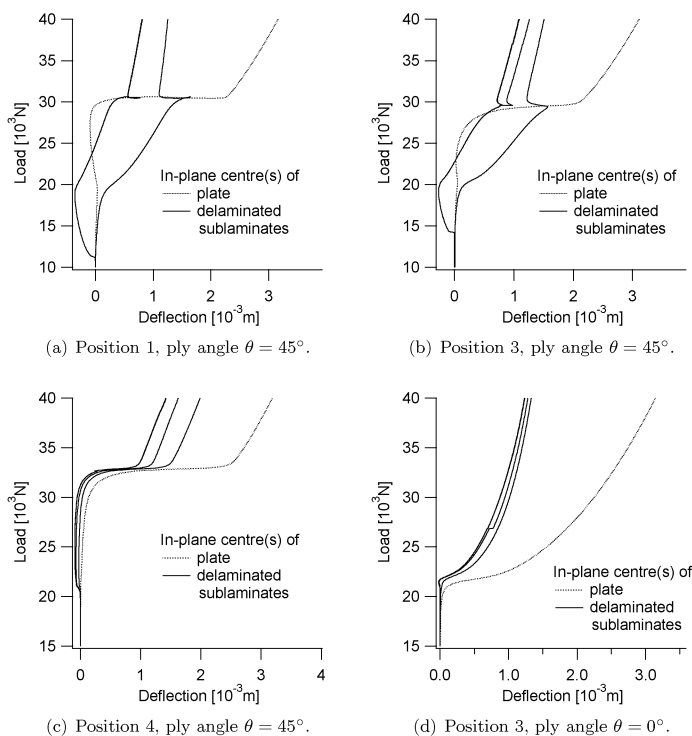 40
35
30
25
20
15
10
Load [10³N]
In-plane centre(s) of
plate
delaminated
sublaminates
0 1 2 3
Deflection [10⁻³m]
(a) Position 1, ply angle θ = 45°.
40
35
30
25
20
15
10
Load [10³N]
In-plane centre(s) of
plate
delaminated
sublaminates
0 1 2 3
Deflection [10⁻³m]
(b) Position 3, ply angle θ = 45°.
40
35
30
25
20
15
Load [10³N]
In-plane centre(s) of
plate
delaminated
sublaminates
0 1 2 3 4
Deflection [10⁻³m]
(c) Position 4, ply angle θ = 45°.
40
35
30
25
20
15
Load [10³N]
In-plane centre(s) of
plate
delaminated
sublaminates
0.0 1.0 2.0 3.0
Deflection [10⁻³m]
(d) Position 3, ply angle θ = 0°.